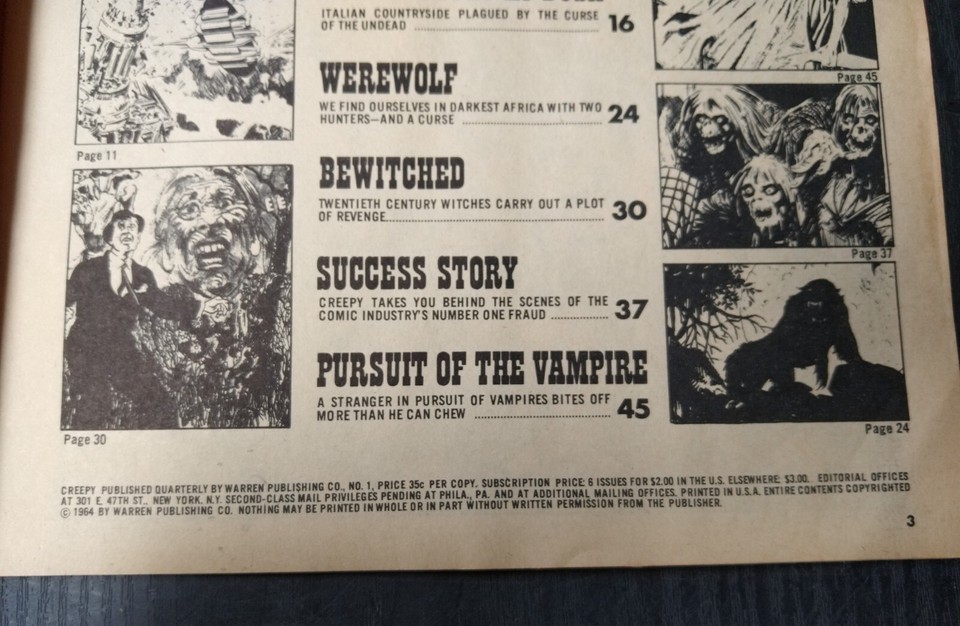 ITALIAN COUNTRYSIDE PLAGUED BY THE CURSE
OF THE UNDEAD ........................ 16
WEREWOLF
WE FIND OURSELVES IN DARKEST AFRICA WITH TWO
HUNTERS—AND A CURSE ........................ 24
BEWITCHED
TWENTIETH CENTURY WITCHES CARRY OUT A PLOT
OF REVENGE........................ 30
SUCCESS STORY
CREEPY TAKES YOU BEHIND THE SCENES OF THE
COMIC INDUSTRY'S NUMBER ONE FRAUD ............ 37
PURSUIT OF THE VAMPIRE
A STRANGER IN PURSUIT OF VAMPIRES BITES OFF
MORE THAN HE CAN CHEW ........................ 45
Page 11
Page 30
Page 45
Page 37
Page 24
CREEPY PUBLISHED QUARTERLY BY WARREN PUBLISHING CO., NO. 1, PRICE 35c PER COPY. SUBSCRIPTION PRICE: 6 ISSUES FOR $2.00 IN THE U.S. ELSEWHERE: $3.00. EDITORIAL OFFICES
AT 301 E. 47TH ST., NEW YORK, N.Y. SECOND-CLASS MAIL PRIVILEGES PENDING AT PHILA., PA. AND AT ADDITIONAL MAILING OFFICES. PRINTED IN U.S.A. ENTIRE CONTENTS COPYRIGHTED
© 1964 BY WARREN PUBLISHING CO. NOTHING MAY BE PRINTED IN WHOLE OR IN PART WITHOUT WRITTEN PERMISSION FROM THE PUBLISHER.
3